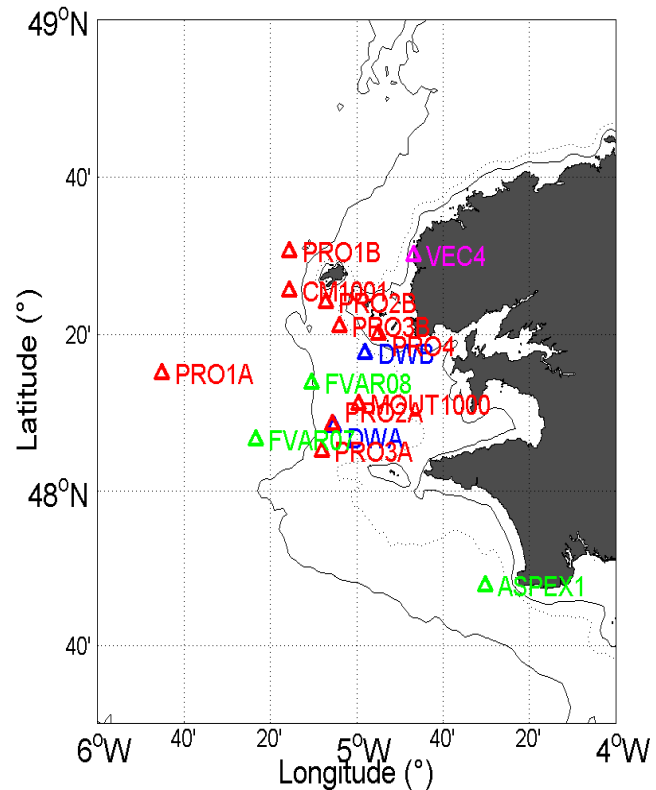 49°N
40'
PRO1B
VEC4
CM1001
PRO2B
20'
PRO3B
PRO4
DWB
PRO1A
FVAR08
MOUT1000
PRO2A
FVAR07
DWA
PRO3A
48°N
ASPEX1
40'
6°W
40'
20'
5°W
40'
20'
4°W
Longitude (°)
Latitude (°)